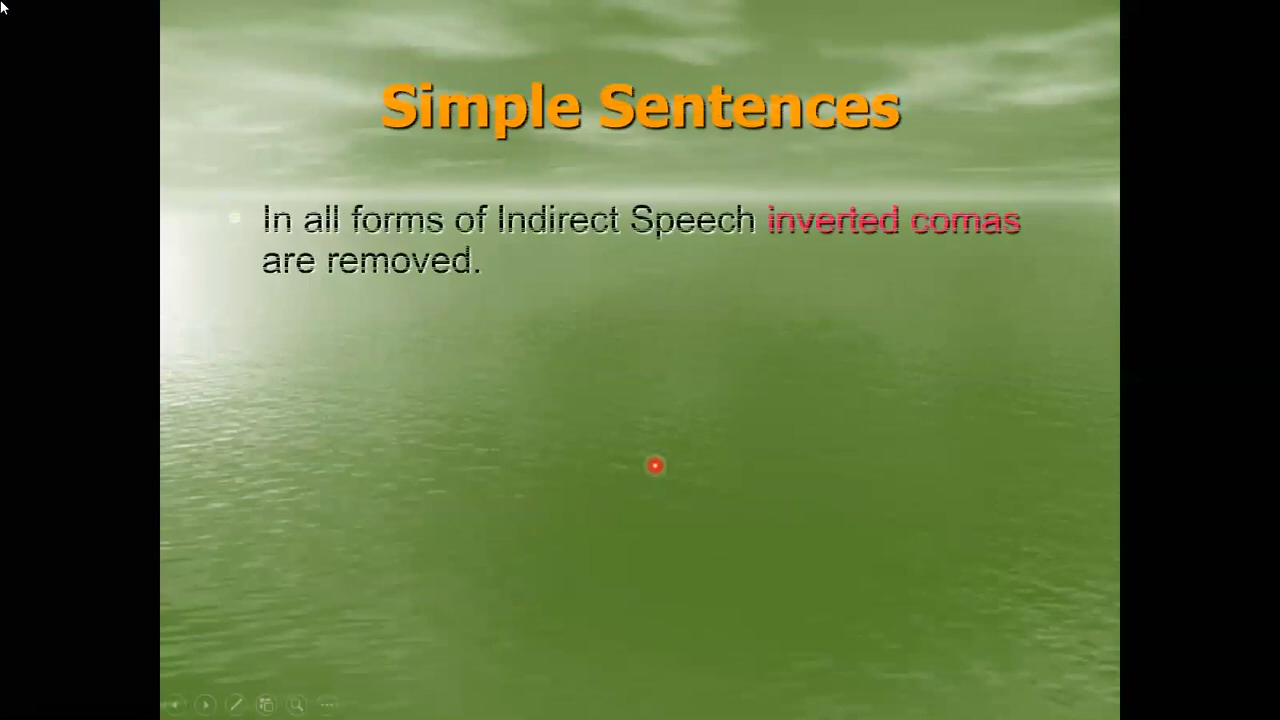 Simple Sentences
In all forms of Indirect Speech inverted comas
are removed.